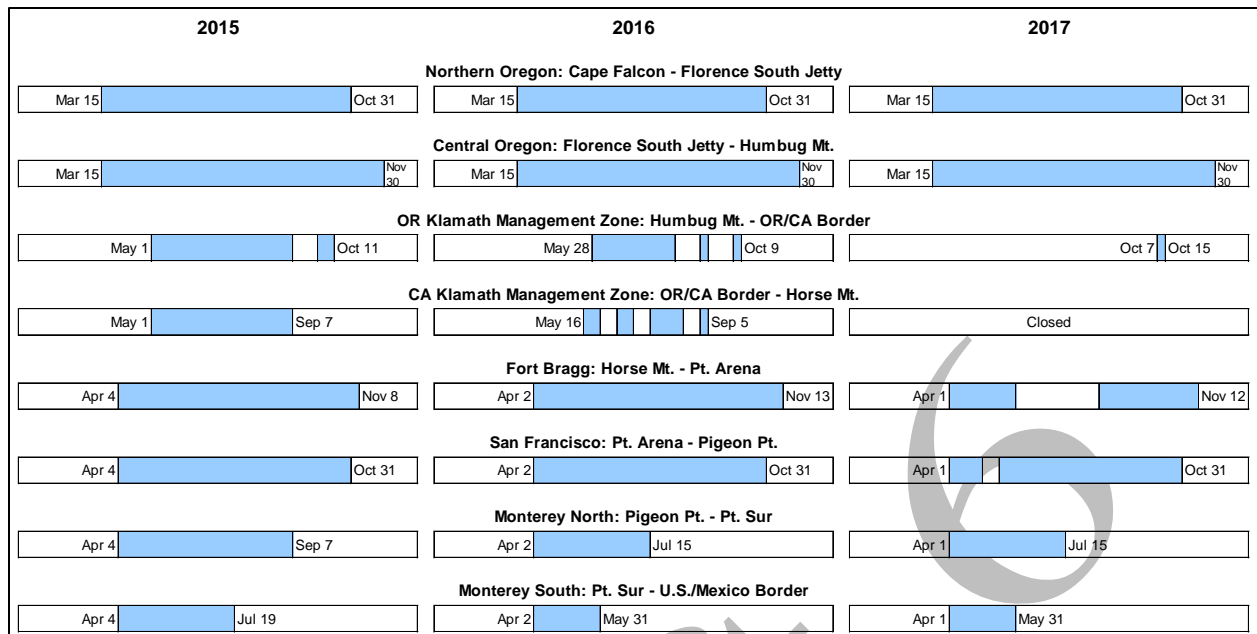 2015 2016 2017
Northern Oregon: Cape Falcon - Florence South Jetty
Mar 15 Oct 31 Mar 15 Oct 31 Mar 15 Oct 31
Central Oregon: Florence South Jetty - Humbug Mt.
Mar 15 Nov 30 Mar 15 Nov 30 Mar 15 Nov 30
OR Klamath Management Zone: Humbug Mt. - OR/CA Border
May 1 Oct 11 May 28 Oct 9 Oct 7 Oct 15
CA Klamath Management Zone: OR/CA Border - Horse Mt.
May 1 Sep 7 May 16 Sep 5 Closed
Fort Bragg: Horse Mt. - Pt. Arena
Apr 4 Nov 8 Apr 2 Nov 13 Apr 1 Nov 12
San Francisco: Pt. Arena - Pigeon Pt.
Apr 4 Oct 31 Apr 2 Oct 31 Apr 1 Oct 31
Monterey North: Pigeon Pt. - Pt. Sur
Apr 4 Sep 7 Apr 2 Jul 15 Apr 1 Jul 15
Monterey South: Pt. Sur - U.S./Mexico Border
Apr 4 Jul 19 Apr 2 May 31 Apr 1 May 31